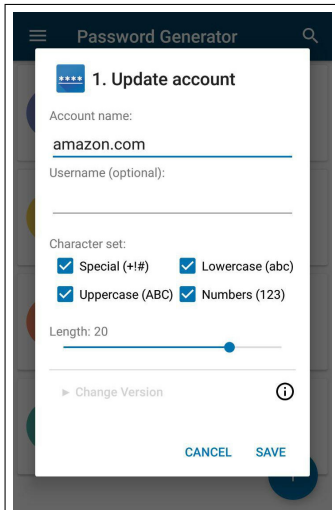 Password Generator
**** 1. Update account
Account name:
amazon.com
Username (optional):
Character set:
Special (+!#) Lowercase (abc)
Uppercase (ABC) Numbers (123)
Length: 20
► Change Version
CANCEL SAVE